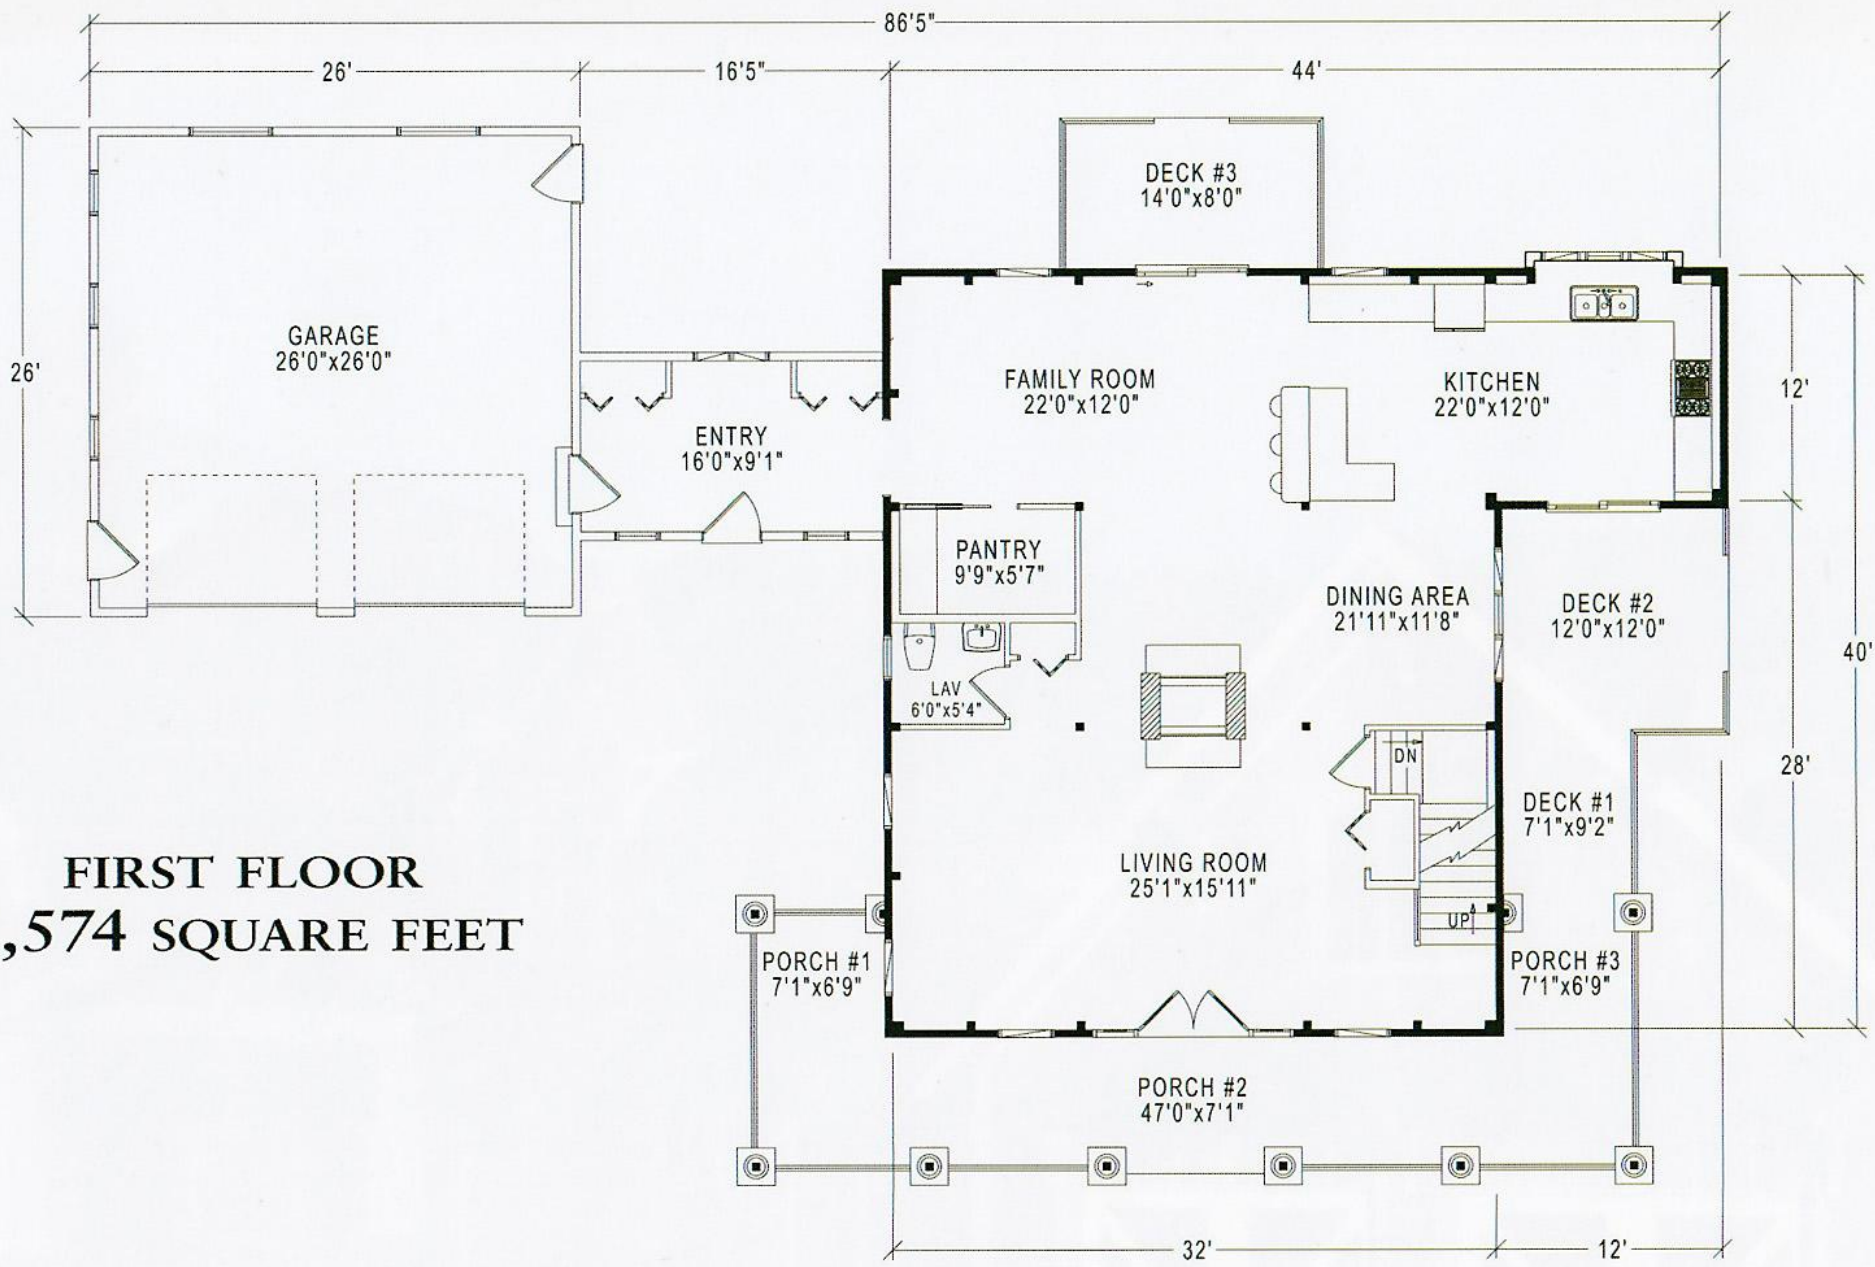 86'5"
26'
16'5"
44'
DECK #3
14'0"x8'0"
GARAGE
26'0"x26'0"
26'
FAMILY ROOM
22'0"x12'0"
KITCHEN
22'0"x12'0"
12'
ENTRY
16'0"x9'1"
PANTRY
9'9"x5'7"
DINING AREA
21'11"x11'8"
DECK #2
12'0"x12'0"
40'
LAV
6'0"x5'4"
DN
28'
DECK #1
7'1"x9'2"
LIVING ROOM
25'1"x15'11"
UP
FIRST FLOOR
,574 SQUARE FEET
PORCH #1
7'1"x6'9"
PORCH #3
7'1"x6'9"
PORCH #2
47'0"x7'1"
32'
12'